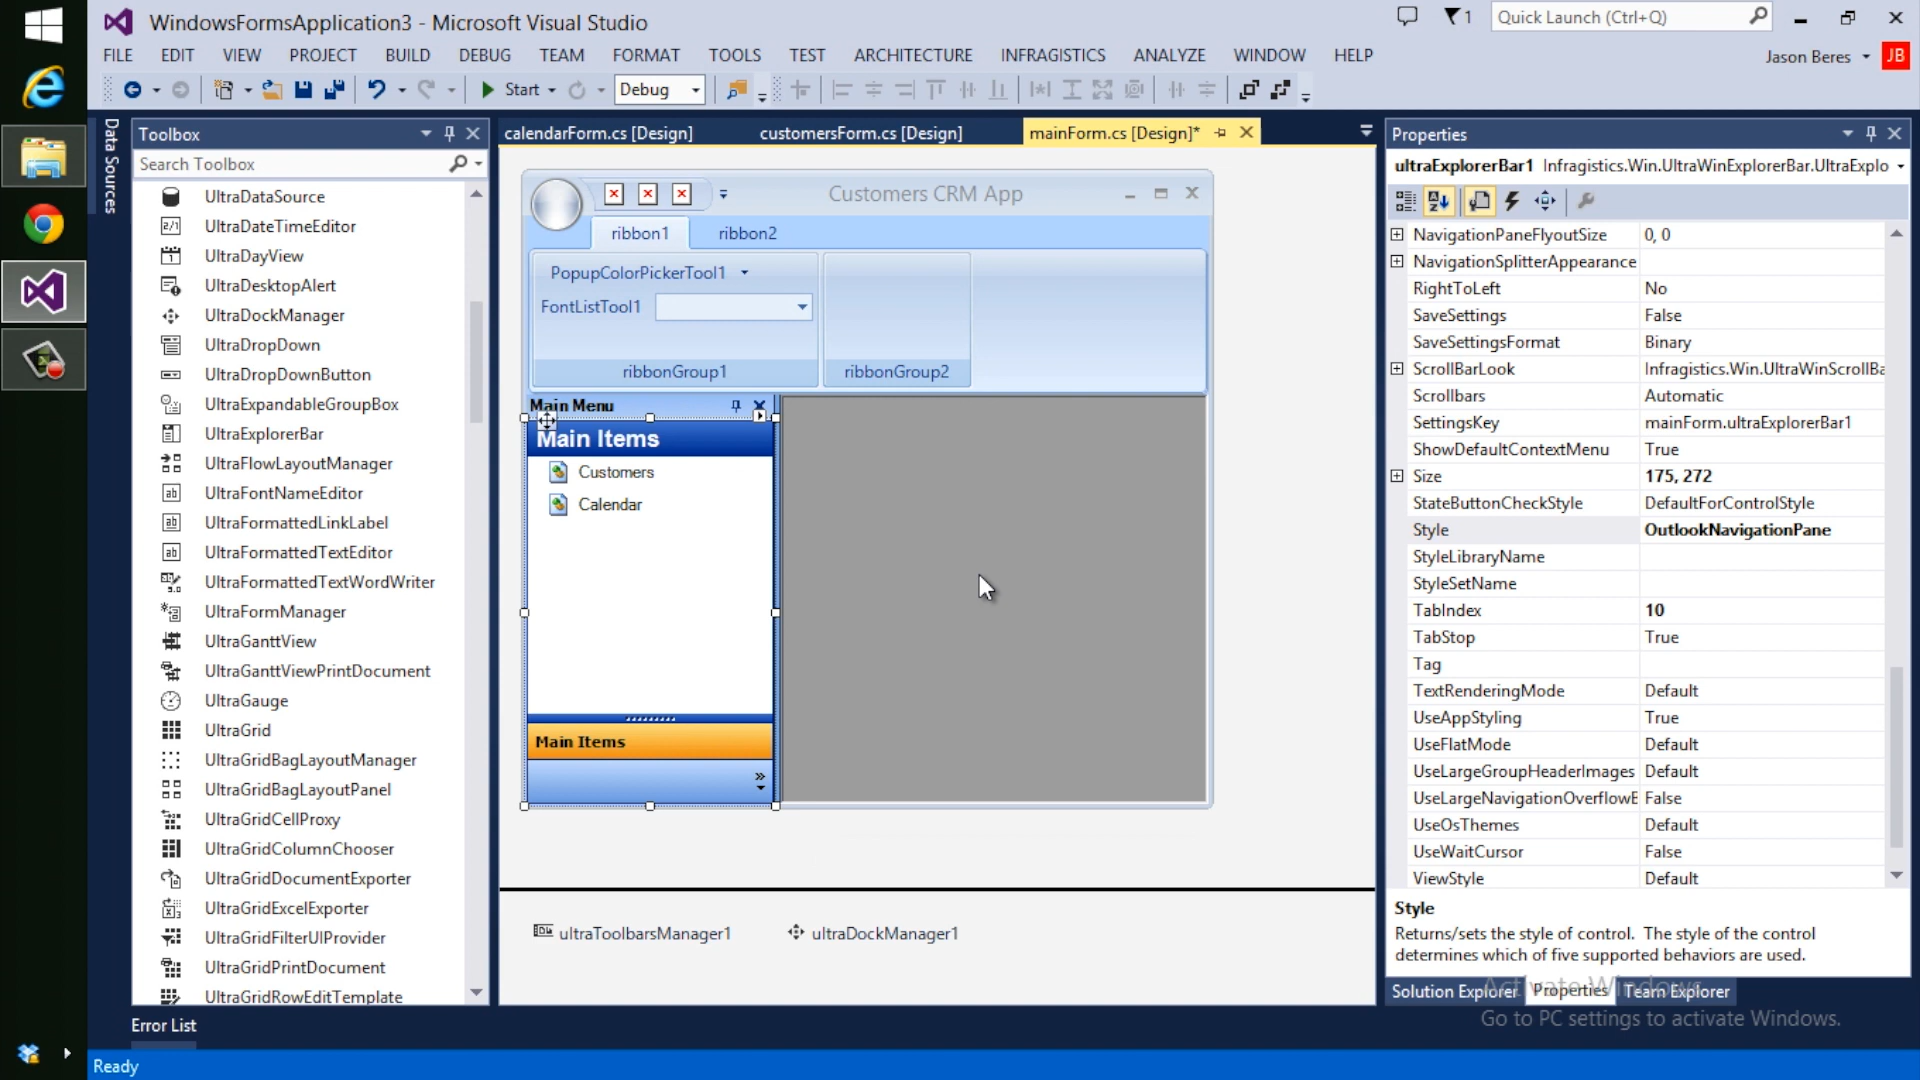 WindowsFormsApplication3 - Microsoft Visual Studio
1
Quick Launch (Ctrl+Q)
FILE EDIT VIEW PROJECT BUILD DEBUG TEAM FORMAT TOOLS TEST ARCHITECTURE INFRAGISTICS ANALYZE WINDOW HELP
Jason Beres
JB
Start
Debug
Data Sources
Toolbox
Search Toolbox
UltraDataSource
UltraDateTimeEditor
UltraDayView
UltraDesktopAlert
UltraDockManager
UltraDropDown
UltraDropDownButton
UltraExpandableGroupBox
UltraExplorerBar
UltraFlowLayoutManager
UltraFontNameEditor
UltraFormattedLinkLabel
UltraFormattedTextEditor
UltraFormattedTextWordWriter
UltraFormManager
UltraGanttView
UltraGanttViewPrintDocument
UltraGauge
UltraGrid
UltraGridBagLayoutManager
UltraGridBagLayoutPanel
UltraGridCellProxy
UltraGridColumnChooser
UltraGridDocumentExporter
UltraGridExcelExporter
UltraGridFilterUIProvider
UltraGridPrintDocument
UltraGridRowEditTemplate
calendarForm.cs [Design]
customersForm.cs [Design]
mainForm.cs [Design]*
Customers CRM App
ribbon1
ribbon2
PopupColorPickerTool1
FontListTool1
ribbonGroup1
ribbonGroup2
Main Menu
Main Items
Customers
Calendar
Main Items
ultraToolbarsManager1
ultraDockManager1
Properties
ultraExplorerBar1 Infragistics.Win.UltraWinExplorerBar.UltraExplo
NavigationPaneFlyoutSize 0, 0
NavigationSplitterAppearance
RightToLeft No
SaveSettings False
SaveSettingsFormat Binary
ScrollBarLook Infragistics.Win.UltraWinScrollBa
Scrollbars Automatic
SettingsKey mainForm.ultraExplorerBar1
ShowDefaultContextMenu True
Size 175, 272
StateButtonCheckStyle DefaultForControlStyle
Style OutlookNavigationPane
StyleLibraryName
StyleSetName
TabIndex 10
TabStop True
Tag
TextRenderingMode Default
UseAppStyling True
UseFlatMode Default
UseLargeGroupHeaderImages Default
UseLargeNavigationOverflowB False
UseOsThemes Default
UseWaitCursor False
ViewStyle Default
Style
Returns/sets the style of control. The style of the control
determines which of five supported behaviors are used.
Solution Explorer Properties Team Explorer
Activate Windows
Go to PC settings to activate Windows.
Error List
Ready